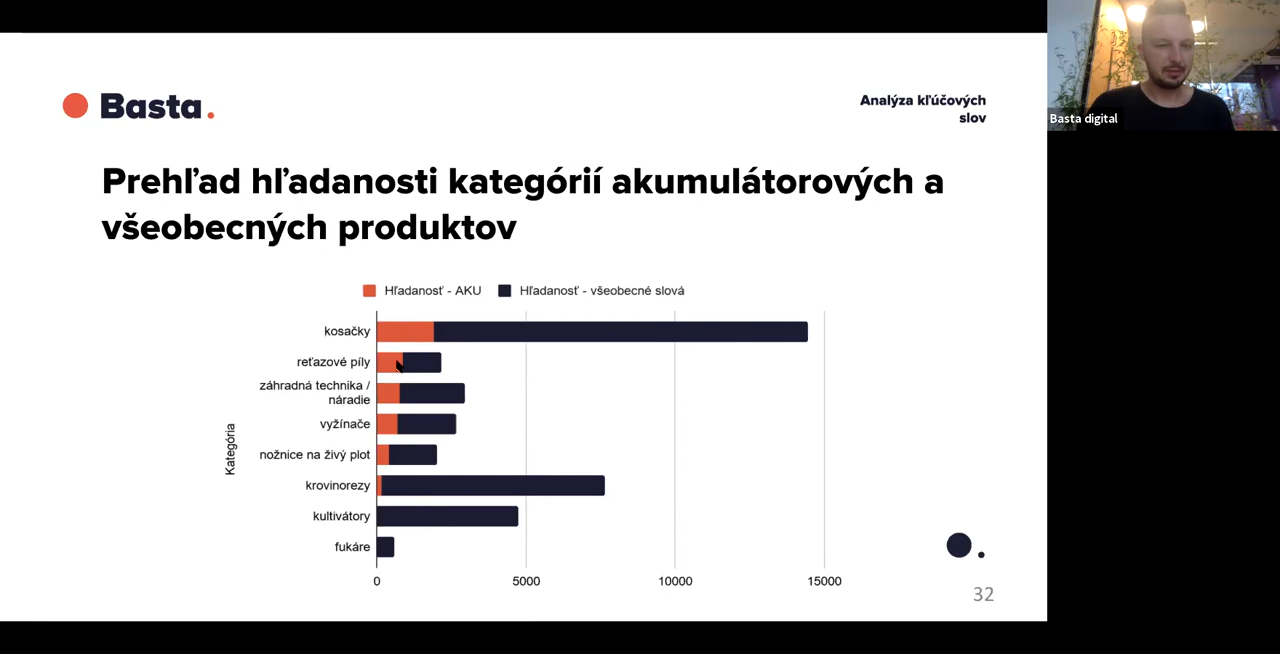 Basta.
Analýza kľúčových
slov
Basta digital
Prehľad hľadanosti kategórií akumulátorových a
všeobecných produktov
Hľadanosť - AKU
Hľadanosť - všeobecné slová
Kategória
kosačky
reťazové píly
záhradná technika /
náradie
vyžínače
nožnice na živý plot
krovinorezy
kultivátory
fukáre
0
5000
10000
15000
32